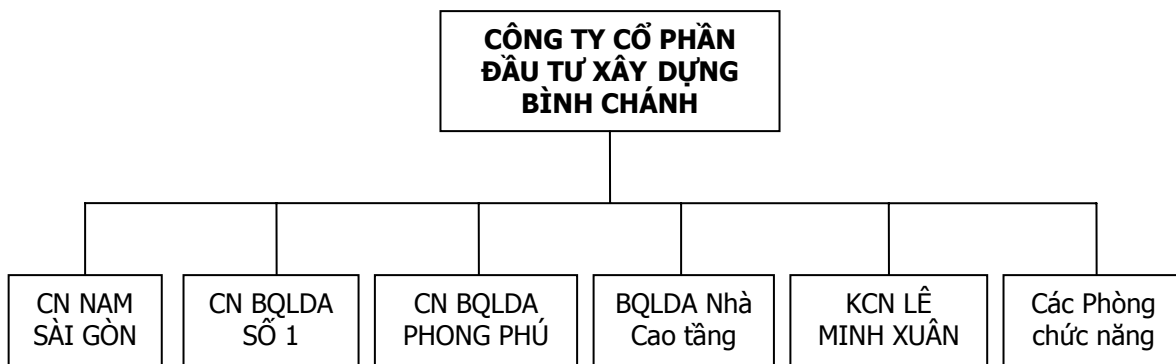 CÔNG TY CỔ PHẦN
ĐẦU TƯ XÂY DỰNG
BÌNH CHÁNH
CN NAM
SÀI GÒN
CN BQLDA
SỐ 1
CN BQLDA
PHONG PHÚ
BQLDA Nhà
Cao tầng
KCN LÊ
MINH XUÂN
Các Phòng
chức năng